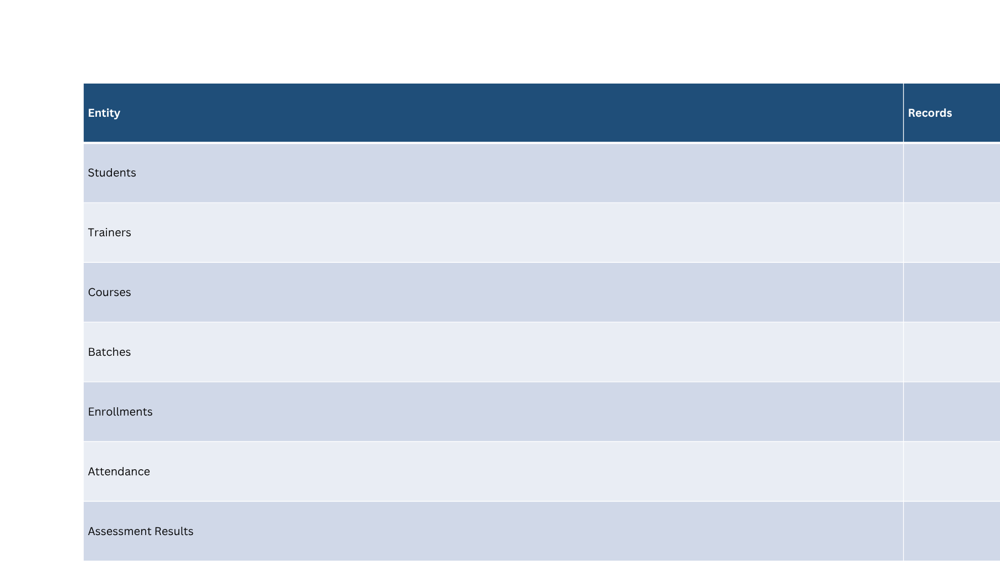 Entity Records
Students
Trainers
Courses
Batches
Enrollments
Attendance
Assessment Results